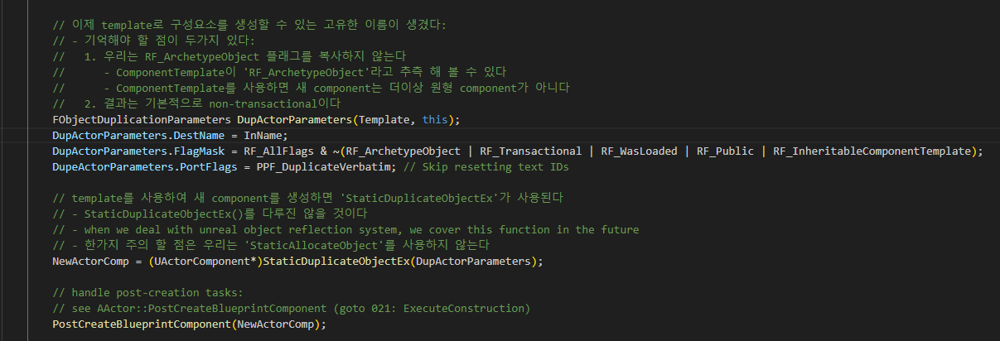 // 이제 template로 구성요소를 생성할 수 있는 고유한 이름이 생겼다:
// - 기억해야 할 점이 두가지 있다:
//   1. 우리는 RF_ArchetypeObject 플래그를 복사하지 않는다
//      - ComponentTemplate이 'RF_ArchetypeObject'라고 추측 해 볼 수 있다
//      - ComponentTemplate를 사용하면 새 component는 더이상 원형 component가 아니다
//   2. 결과는 기본적으로 non-transactional이다
FObjectDuplicationParameters DupActorParameters(Template, this);
DupActorParameters.DestName = InName;
DupActorParameters.FlagMask = RF_AllFlags & ~(RF_ArchetypeObject | RF_Transactional | RF_WasLoaded | RF_Public | RF_InheritableComponentTemplate);
DupeActorParameters.PortFlags = PPF_DuplicateVerbatim; // Skip resetting text IDs
// template를 사용하여 새 component를 생성하면 'StaticDuplicateObjectEx'가 사용된다
// - StaticDuplicateObjectEx()를 다루진 않을 것이다
// - when we deal with unreal object reflection system, we cover this function in the future
// - 한가지 주의 할 점은 우리는 'StaticAllocateObject'를 사용하지 않는다
NewActorComp = (UActorComponent*)StaticDuplicateObjectEx(DupActorParameters);
// handle post-creation tasks:
// see AActor::PostCreateBlueprintComponent (goto 021: ExecuteConstruction)
PostCreateBlueprintComponent(NewActorComp);